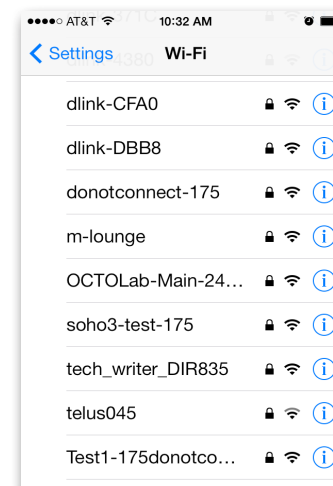 AT&T 10:32 AM
Settings Wi-Fi
dlink-CFA0
dlink-DBB8
donotconnect-175
m-lounge
OCTOLab-Main-24...
soho3-test-175
tech_writer_DIR835
telus045
Test1-175donotco...